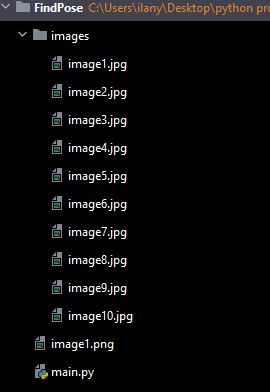 FindPose C:\Users\ilany\Desktop\python pro
images
image1.jpg
image2.jpg
image3.jpg
image4.jpg
image5.jpg
image6.jpg
image7.jpg
image8.jpg
image9.jpg
image10.jpg
image1.png
main.py